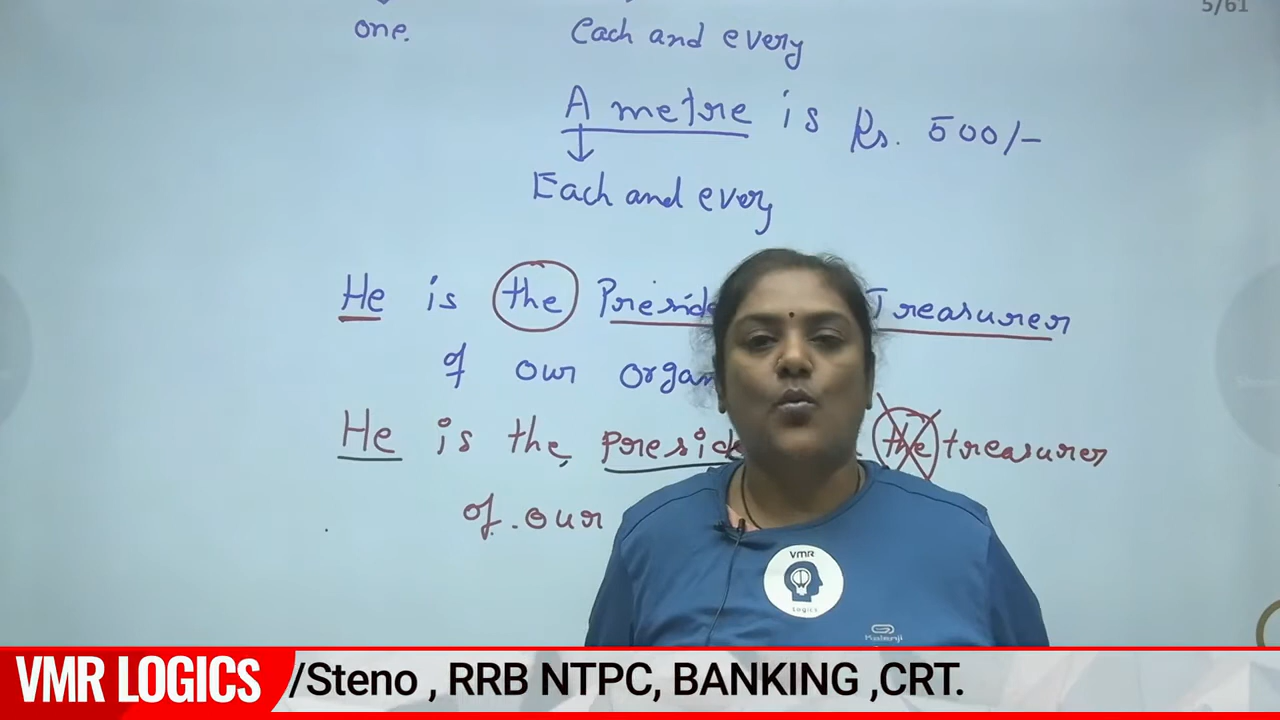 5/61
one. Each and every
A metre is Rs. 500/-
Each and every
He is the Treasurer
of our
He is the the treasurer
of our
VMR
Logics
VMR LOGICS /Steno , RRB NTPC, BANKING ,CRT.